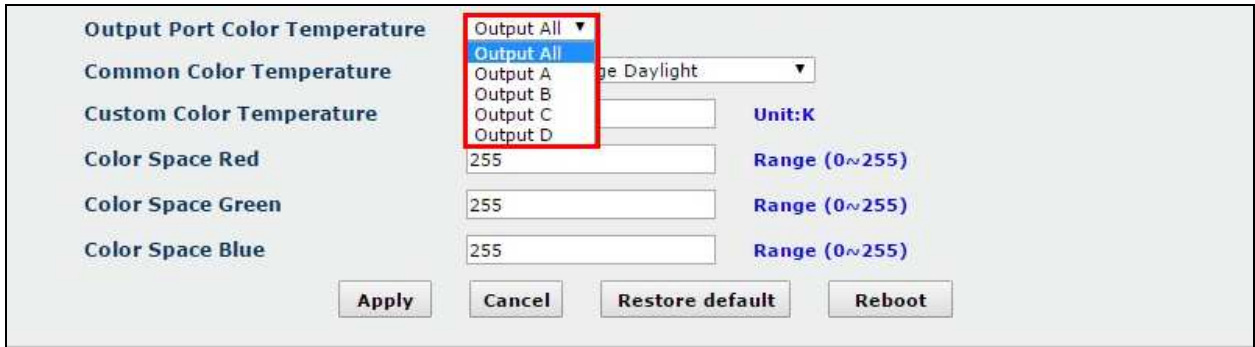 Output Port Color Temperature Output All
Output All
Common Color Temperature Output A ge Daylight
Output B
Custom Color Temperature Output C Unit:K
Output D
Color Space Red 255 Range (0~255)
Color Space Green 255 Range (0~255)
Color Space Blue 255 Range (0~255)
Apply Cancel Restore default Reboot